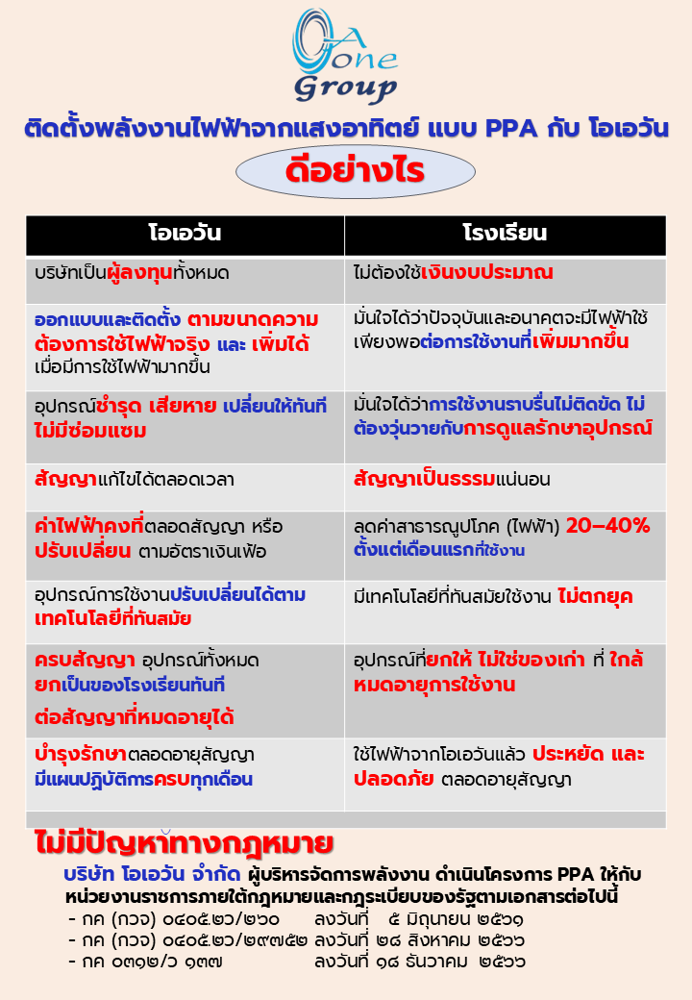 OA one
Group
ติดตั้งพลังงานไฟฟ้าจากแสงอาทิตย์ แบบ PPA กับ โอเอวัน
ดีอย่างไร
โอเอวัน
โรงเรียน
บริษัทเป็นผู้ลงทุนทั้งหมด
ไม่ต้องใช้เงินงบประมาณ
ออกแบบและติดตั้ง ตามขนาดความ
ต้องการใช้ไฟฟ้าจริง และ เพิ่มได้
เมื่อมีการใช้ไฟฟ้ามากขึ้น
มั่นใจได้ว่าปัจจุบันและอนาคตจะมีไฟฟ้าใช้
เพียงพอต่อการใช้งานที่เพิ่มมากขึ้น
อุปกรณ์ชำรุด เสียหาย เปลี่ยนให้ทันที
ไม่มีซ่อมแซม
มั่นใจได้ว่าการใช้งานราบรื่นไม่ติดขัด ไม่
ต้องวุ่นวายกับการดูแลรักษาอุปกรณ์
สัญญาแก้ไขได้ตลอดเวลา
สัญญาเป็นธรรมแน่นอน
ค่าไฟฟ้าคงที่ตลอดสัญญา หรือ
ปรับเปลี่ยน ตามอัตราเงินเฟ้อ
ลดค่าสาธารณูปโภค (ไฟฟ้า) 20–40%
ตั้งแต่เดือนแรกที่ใช้งาน
อุปกรณ์การใช้งานปรับเปลี่ยนได้ตาม
เทคโนโลยีที่ทันสมัย
มีเทคโนโลยีที่ทันสมัยใช้งาน ไม่ตกยุค
ครบสัญญา อุปกรณ์ทั้งหมด
ยกเป็นของโรงเรียนทันที
ต่อสัญญาที่หมดอายุได้
อุปกรณ์ที่ยกให้ ไม่ใช่ของเก่า ที่ ใกล้
หมดอายุการใช้งาน
บำรุงรักษาตลอดอายุสัญญา
มีแผนปฏิบัติการครบทุกเดือน
ใช้ไฟฟ้าจากโอเอวันแล้ว ประหยัด และ
ปลอดภัย ตลอดอายุสัญญา
ไม่มีปัญหาทางกฎหมาย
บริษัท โอเอวัน จำกัด ผู้บริหารจัดการพลังงาน ดำเนินโครงการ PPA ให้กับ
หน่วยงานราชการภายใต้กฎหมายและกฎระเบียบของรัฐตามเอกสารต่อไปนี้
- กค (กวจ) ๐๔๐๕.๒๖/ว๒๖๐ ลงวันที่ ๕ มิถุนายน ๒๕๖๑
- กค (กวจ) ๐๔๐๕.๒๖/ว๒๙๗๕๒ ลงวันที่ ๒๘ สิงหาคม ๒๕๖๖
- กค ๐๓๑๒/ว ๑๓๗ ลงวันที่ ๑๘ ธันวาคม ๒๕๖๖